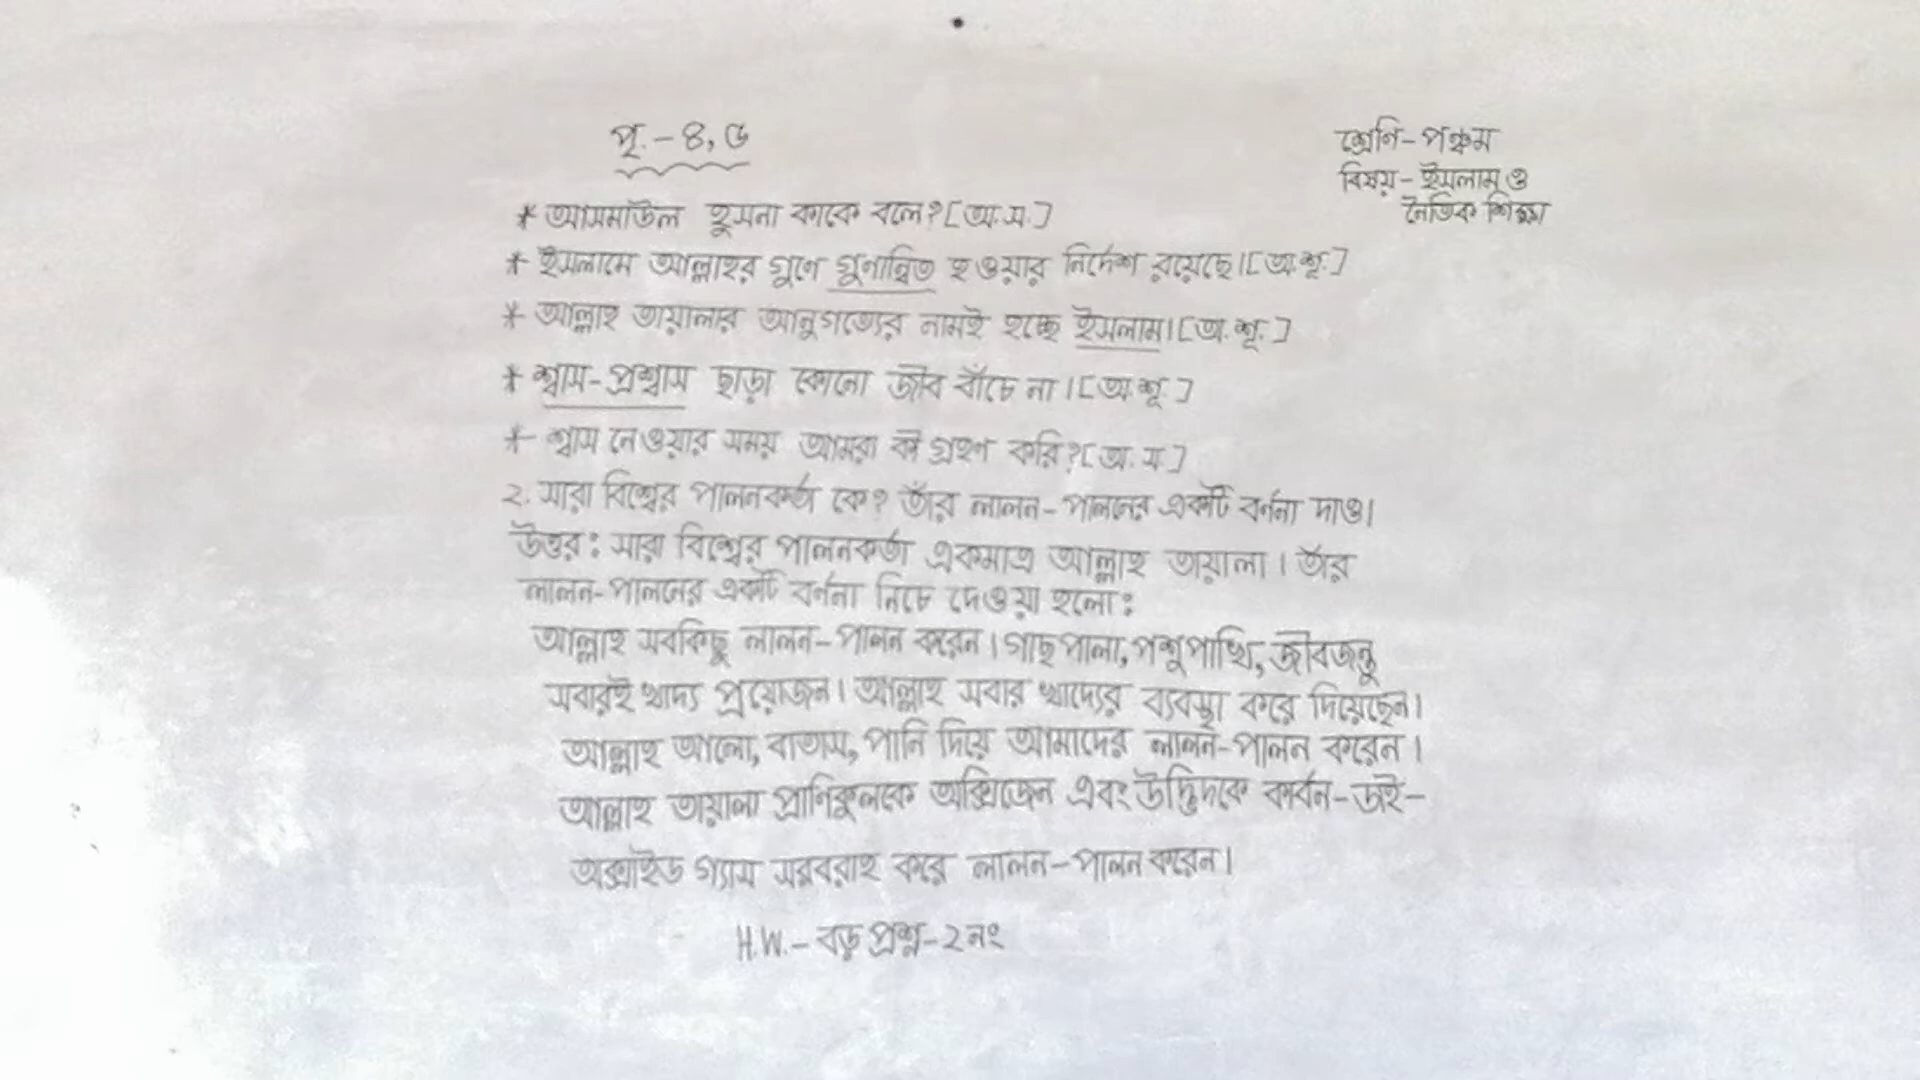 পৃ.-৪,৫
শ্রেণি-পঞ্চম
বিষয়-ইসলাম ও
নৈতিক শিক্ষা
* আসমাউল হুসনা কাকে বলে?[অ.স.]
* ইসলামে আল্লাহর গুণে গুণান্বিত হওয়ার নির্দেশ রয়েছে।[অ.শূ.]
* আল্লাহ তায়ালার আনুগত্যের নামই হচ্ছে ইসলাম।[অ.শূ.]
* শ্বাস-প্রশ্বাস ছাড়া কোনো জীব বাঁচে না।[অ.শূ.]
* শ্বাস নেওয়ার সময় আমরা কী গ্রহণ করি?[অ.স.]
২. সারা বিশ্বের পালনকর্তা কে? তাঁর লালন-পালনের একটি বর্ণনা দাও।
উত্তর: সারা বিশ্বের পালনকর্তা একমাত্র আল্লাহ তায়ালা। তাঁর
লালন-পালনের একটি বর্ণনা নিচে দেওয়া হলো:
আল্লাহ সবকিছু লালন-পালন করেন। গাছপালা, পশুপাখি, জীবজন্তু
সবারই খাদ্য প্রয়োজন। আল্লাহ সবার খাদ্যের ব্যবস্থা করে দিয়েছেন।
আল্লাহ আলো, বাতাস, পানি দিয়ে আমাদের লালন-পালন করেন।
আল্লাহ তায়ালা প্রাণিকুলকে অক্সিজেন এবং উদ্ভিদকে কার্বন-ডাই-
অক্সাইড গ্যাস সরবরাহ করে লালন-পালন করেন।
H.W.-বড় প্রশ্ন-২নং